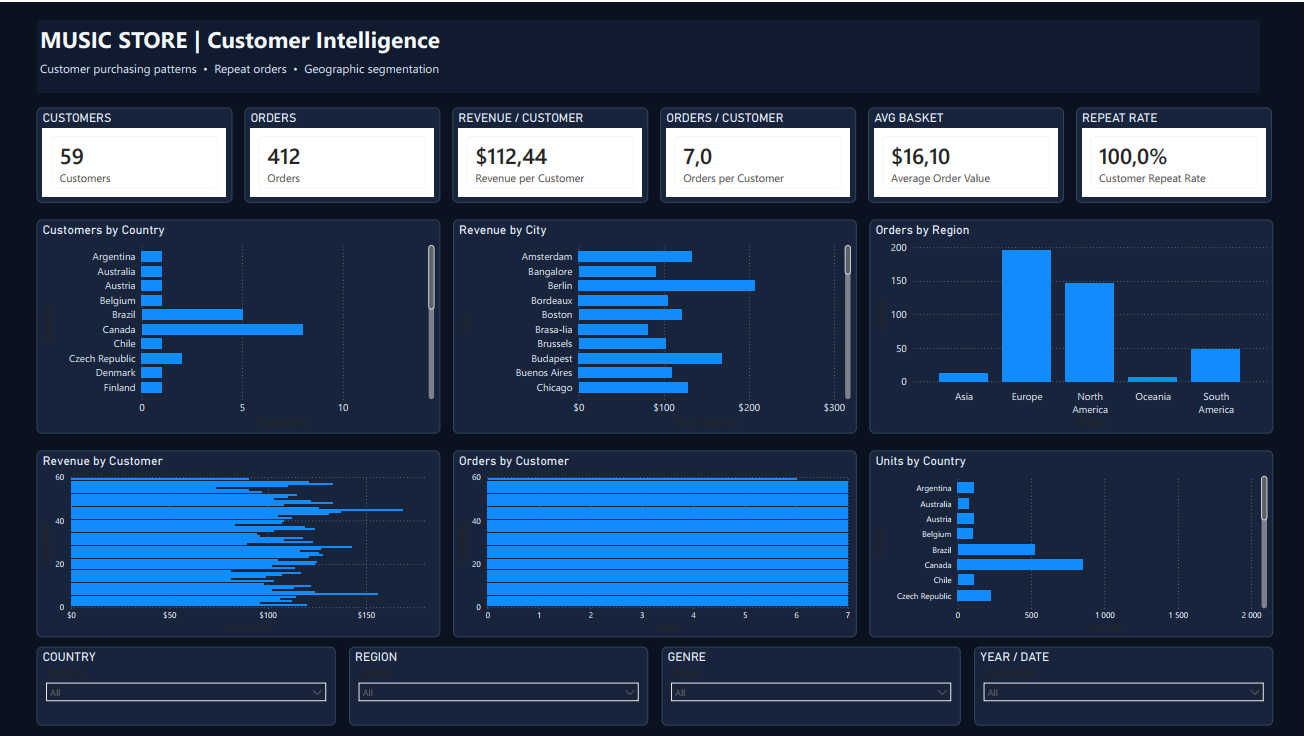 MUSIC STORE | Customer Intelligence
Customer purchasing patterns • Repeat orders • Geographic segmentation
CUSTOMERS
59
Customers
ORDERS
412
Orders
REVENUE / CUSTOMER
$112,44
Revenue per Customer
ORDERS / CUSTOMER
7,0
Orders per Customer
AVG BASKET
$16,10
Average Order Value
REPEAT RATE
100,0%
Customer Repeat Rate
Customers by Country
Argentina
Australia
Austria
Belgium
Brazil
Canada
Chile
Czech Republic
Denmark
Finland
0 5 10
Revenue by City
Amsterdam
Bangalore
Berlin
Bordeaux
Boston
Brasa-lia
Brussels
Budapest
Buenos Aires
Chicago
$0 $100 $200 $300
Orders by Region
200
150
100
50
0
Asia Europe North America Oceania South America
Revenue by Customer
60
40
20
0
$0 $50 $100 $150
Orders by Customer
60
40
20
0
0 1 2 3 4 5 6 7
Units by Country
Argentina
Australia
Austria
Belgium
Brazil
Canada
Chile
Czech Republic
0 500 1 000 1 500 2 000
COUNTRY
All
REGION
All
GENRE
All
YEAR / DATE
All